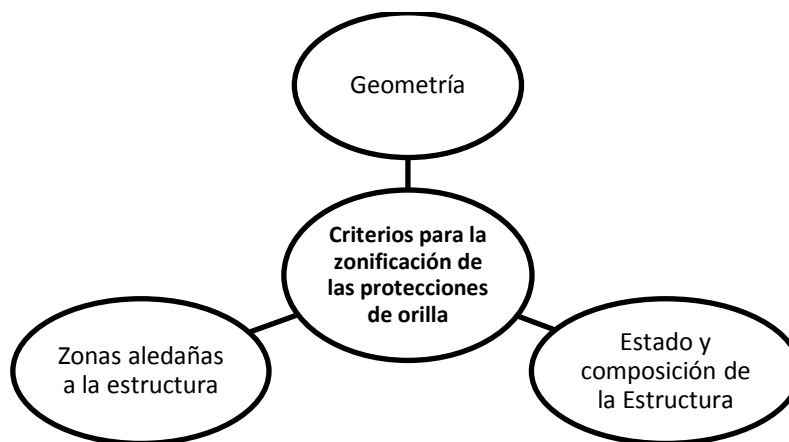 Geometría
Criterios para la
zonificación de
las protecciones
de orilla
Zonas aledañas
a la estructura
Estado y
composición de
la Estructura